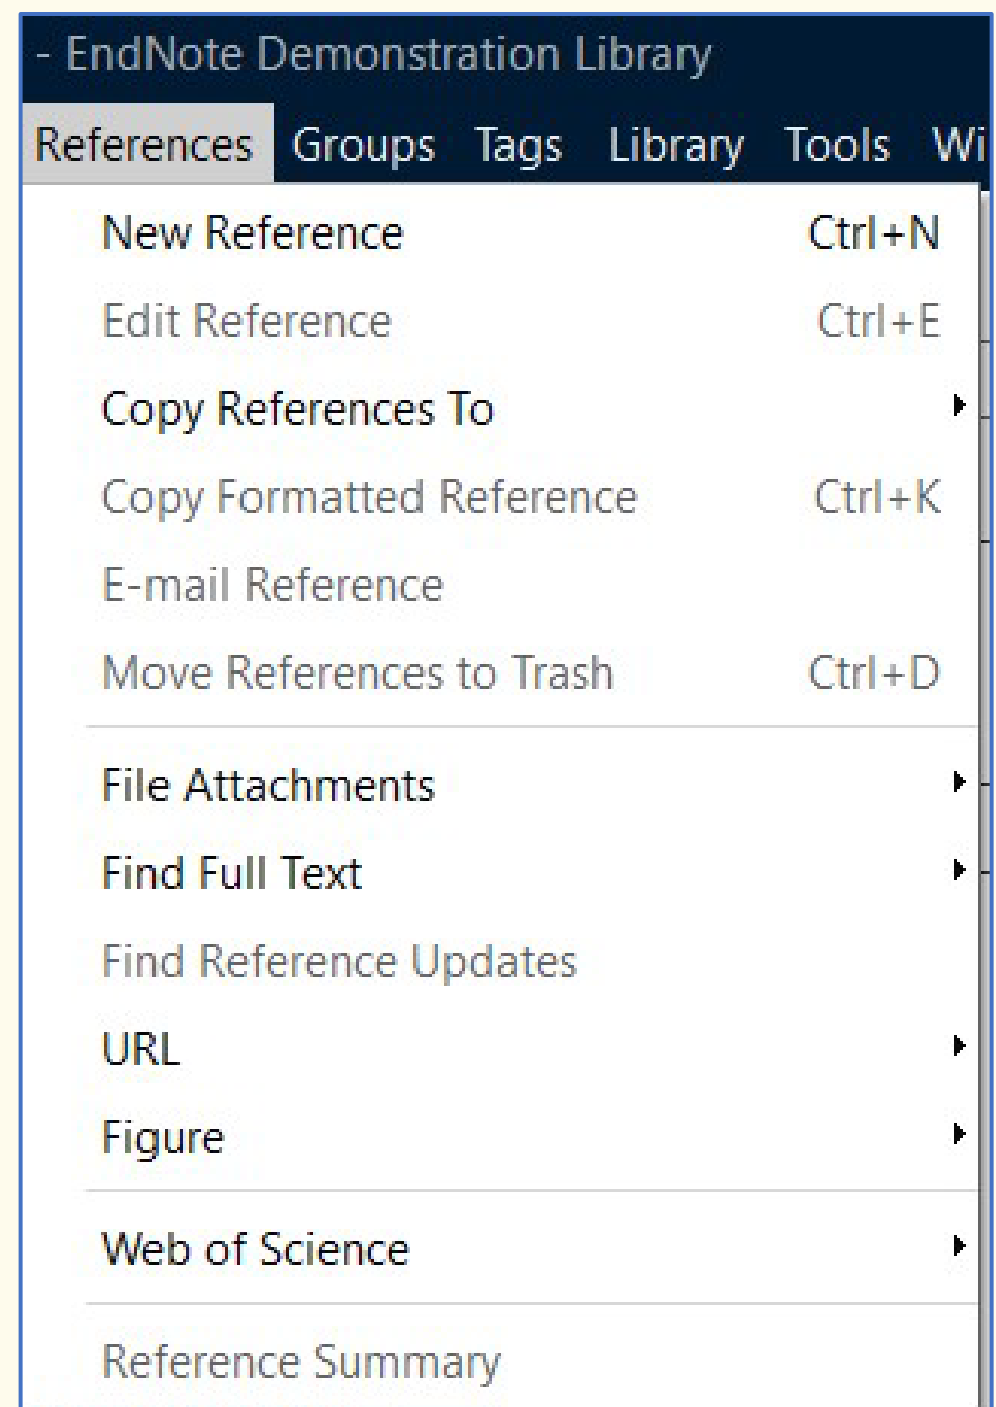 - EndNote Demonstration Library
References Groups Tags Library Tools Wi
New Reference Ctrl+N
Edit Reference Ctrl+E
Copy References To
Copy Formatted Reference Ctrl+K
E-mail Reference
Move References to Trash Ctrl+D
File Attachments
Find Full Text
Find Reference Updates
URL
Figure
Web of Science
Reference Summary